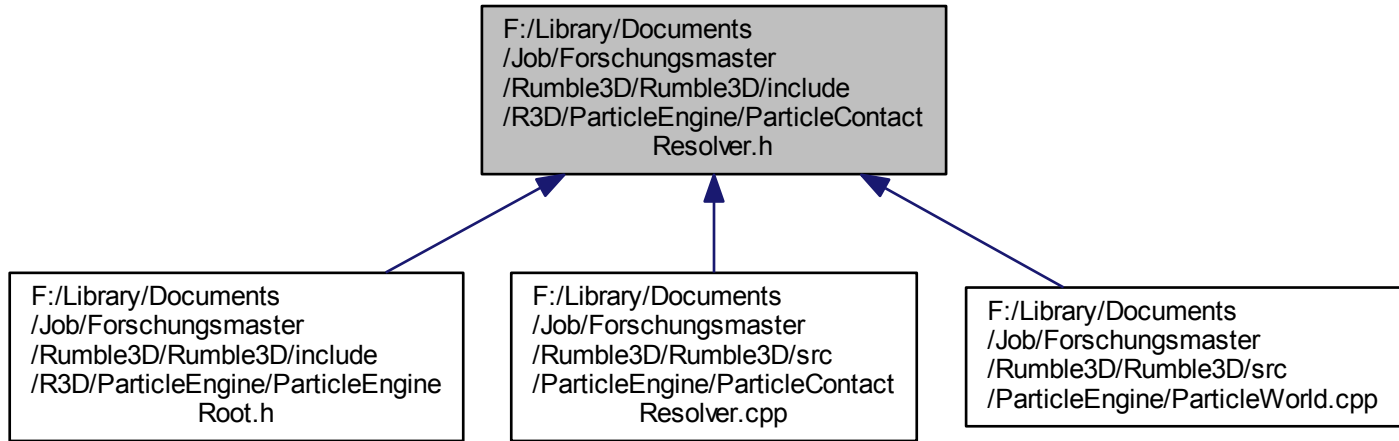 F:/Library/Documents
/Job/Forschungsmaster
/Rumble3D/Rumble3D/include
/R3D/ParticleEngine/ParticleContact
Resolver.h
F:/Library/Documents
/Job/Forschungsmaster
/Rumble3D/Rumble3D/include
/R3D/ParticleEngine/ParticleEngine
Root.h
F:/Library/Documents
/Job/Forschungsmaster
/Rumble3D/Rumble3D/src
/ParticleEngine/ParticleContact
Resolver.cpp
F:/Library/Documents
/Job/Forschungsmaster
/Rumble3D/Rumble3D/src
/ParticleEngine/ParticleWorld.cpp